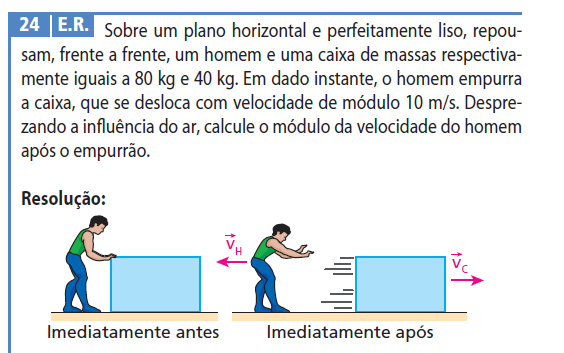 24 E.R. Sobre um plano horizontal e perfeitamente liso, repou-
sam, frente a frente, um homem e uma caixa de massas respectiva-
mente iguais a 80 kg e 40 kg. Em dado instante, o homem empurra
a caixa, que se desloca com velocidade de módulo 10 m/s. Despre-
zando a influência do ar, calcule o módulo da velocidade do homem
após o empurrão.
Resolução:
v⃗H
v⃗C
Imediatamente antes
Imediatamente após